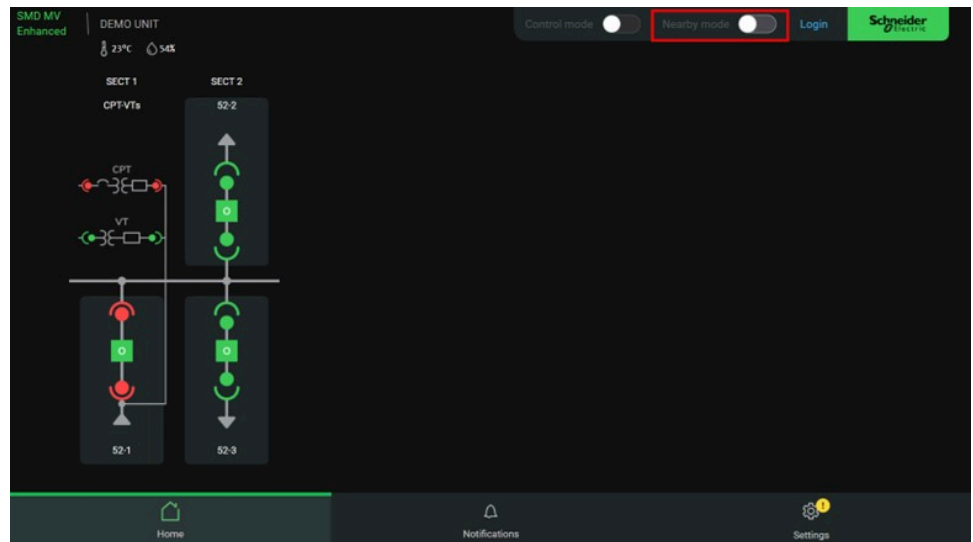 SMD MV
Enhanced
DEMO UNIT
23°C 54%
Control mode
Nearby mode
Login
Schneider
Electric
SECT 1
SECT 2
CPT-VTs
52-2
CPT
O
VT
O
O
52-1
52-3
!
Home
Notifications
Settings